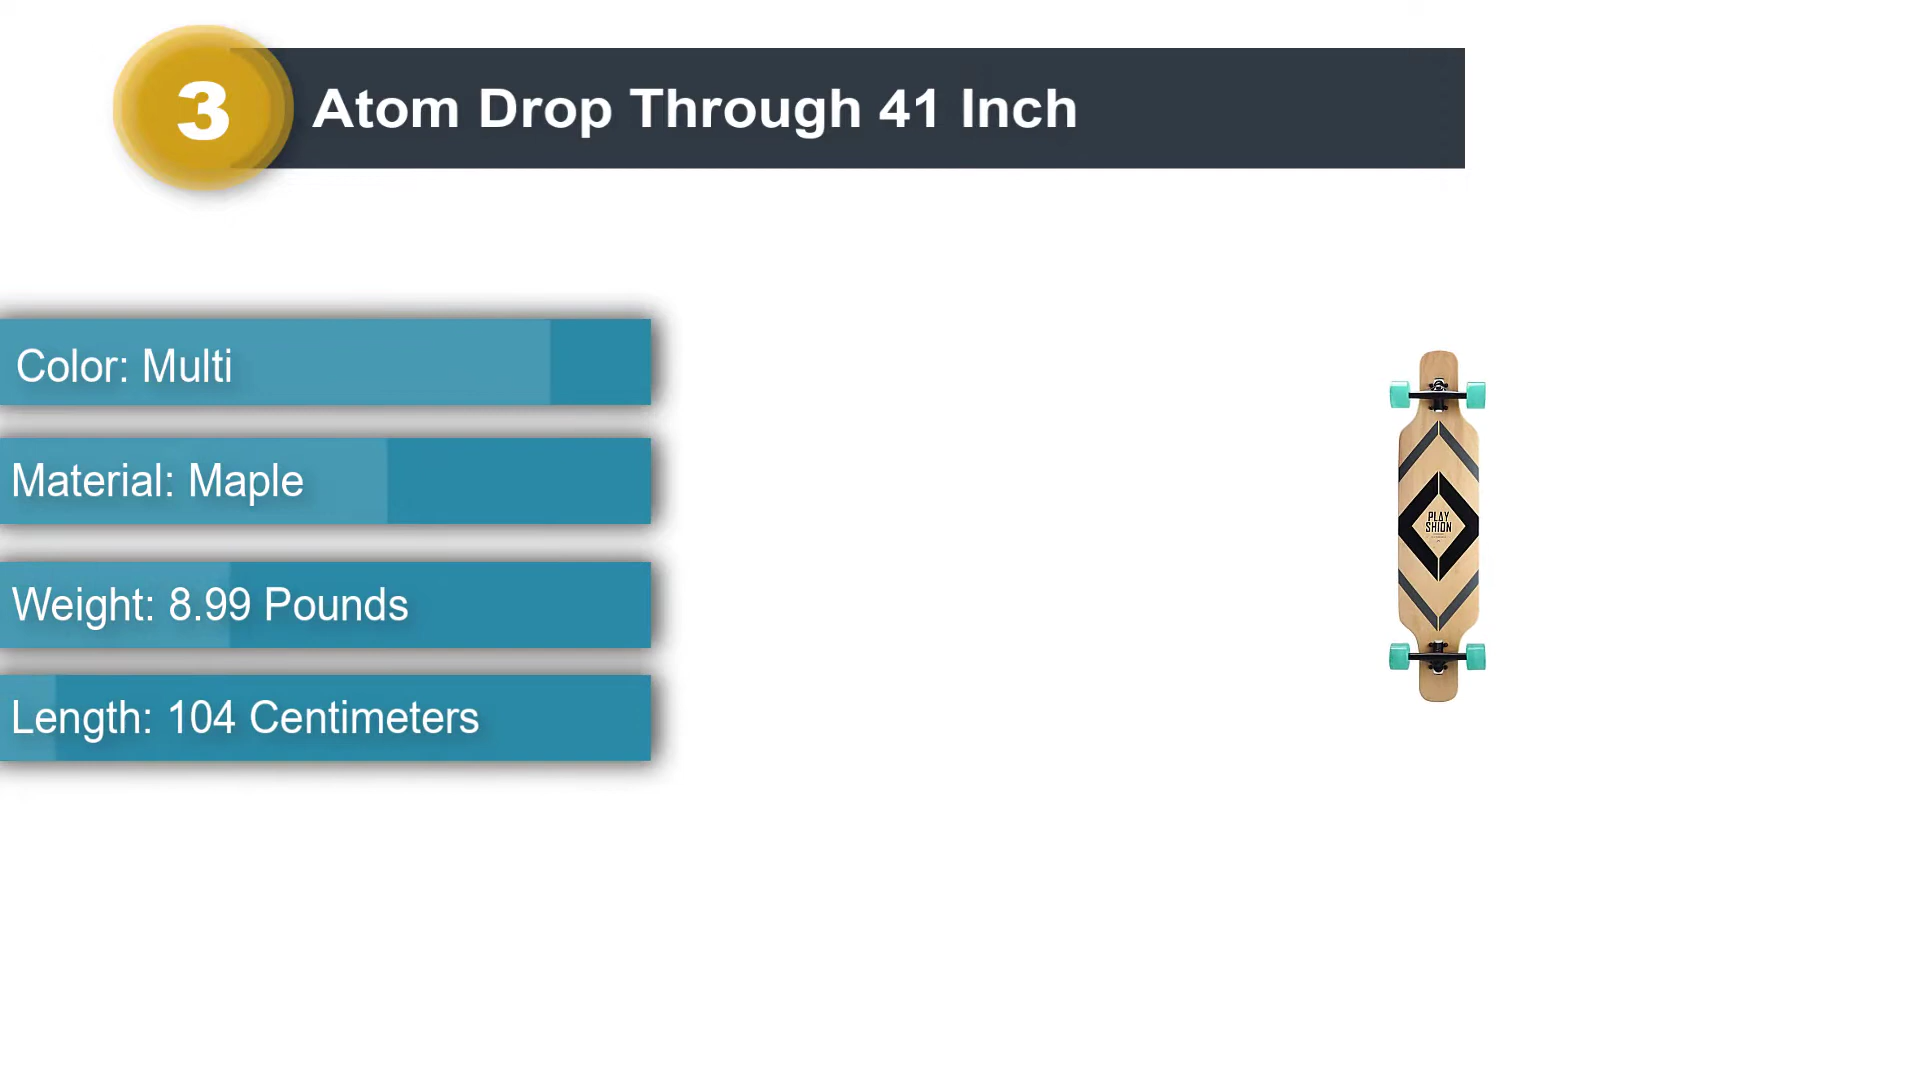 3
Atom Drop Through 41 Inch
Color: Multi
Material: Maple
Weight: 8.99 Pounds
Length: 104 Centimeters
PLAY
SHION